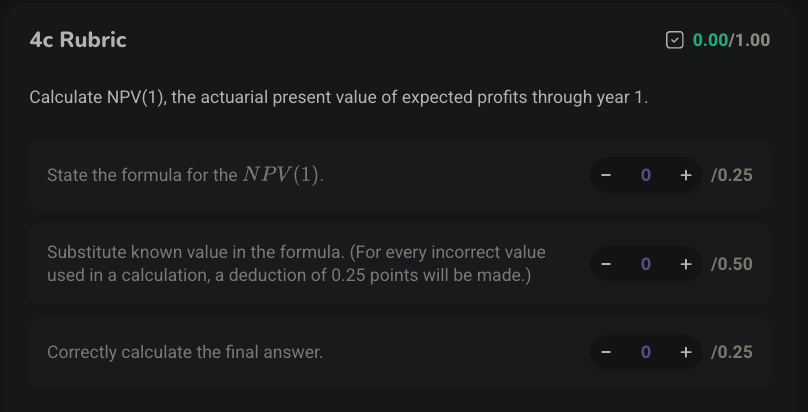 4c Rubric 0.00/1.00
Calculate NPV(1), the actuarial present value of expected profits through year 1.
State the formula for the NPV(1). − 0 + /0.25
Substitute known value in the formula. (For every incorrect value
used in a calculation, a deduction of 0.25 points will be made.) − 0 + /0.50
Correctly calculate the final answer. − 0 + /0.25